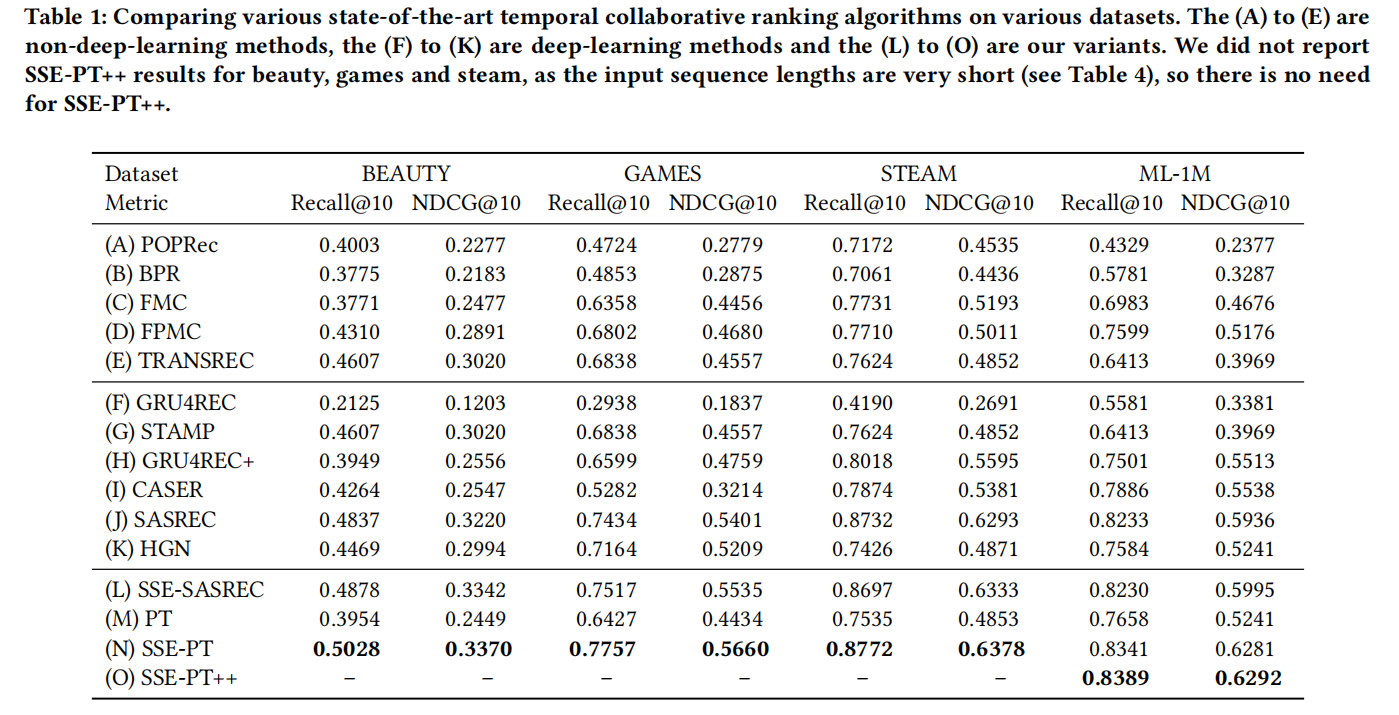 Table 1: Comparing various state-of-the-art temporal collaborative ranking algorithms on various datasets. The (A) to (E) are
non-deep-learning methods, the (F) to (K) are deep-learning methods and the (L) to (O) are our variants. We did not report
SSE-PT++ results for beauty, games and steam, as the input sequence lengths are very short (see Table 4), so there is no need
for SSE-PT++.
Dataset BEAUTY GAMES STEAM ML-1M
Metric Recall@10 NDCG@10 Recall@10 NDCG@10 Recall@10 NDCG@10 Recall@10 NDCG@10
(A) POPRec 0.4003 0.2277 0.4724 0.2779 0.7172 0.4535 0.4329 0.2377
(B) BPR 0.3775 0.2183 0.4853 0.2875 0.7061 0.4436 0.5781 0.3287
(C) FMC 0.3771 0.2477 0.6358 0.4456 0.7731 0.5193 0.6983 0.4676
(D) FPMC 0.4310 0.2891 0.6802 0.4680 0.7710 0.5011 0.7599 0.5176
(E) TRANSREC 0.4607 0.3020 0.6838 0.4557 0.7624 0.4852 0.6413 0.3969
(F) GRU4REC 0.2125 0.1203 0.2938 0.1837 0.4190 0.2691 0.5581 0.3381
(G) STAMP 0.4607 0.3020 0.6838 0.4557 0.7624 0.4852 0.6413 0.3969
(H) GRU4REC+ 0.3949 0.2556 0.6599 0.4759 0.8018 0.5595 0.7501 0.5513
(I) CASER 0.4264 0.2547 0.5282 0.3214 0.7874 0.5381 0.7886 0.5538
(J) SASREC 0.4837 0.3220 0.7434 0.5401 0.8732 0.6293 0.8233 0.5936
(K) HGN 0.4469 0.2994 0.7164 0.5209 0.7426 0.4871 0.7584 0.5241
(L) SSE-SASREC 0.4878 0.3342 0.7517 0.5535 0.8697 0.6333 0.8230 0.5995
(M) PT 0.3954 0.2449 0.6427 0.4434 0.7535 0.4853 0.7658 0.5241
(N) SSE-PT 0.5028 0.3370 0.7757 0.5660 0.8772 0.6378 0.8341 0.6281
(O) SSE-PT++ – – – – – – 0.8389 0.6292